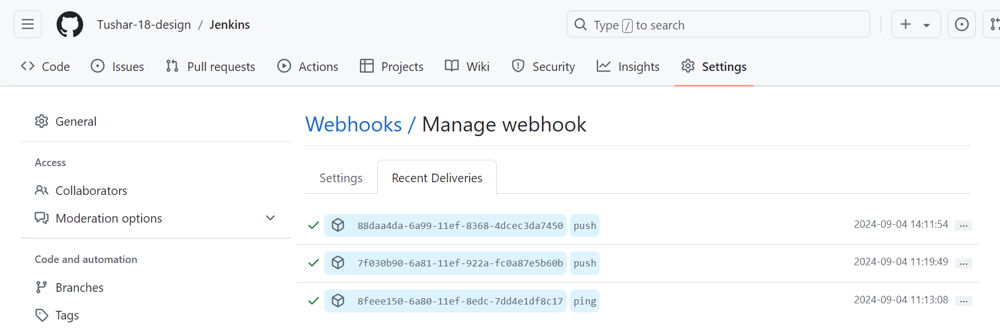 Tushar-18-design / Jenkins
Type / to search
Code Issues Pull requests Actions Projects Wiki Security Insights Settings
General
Access
Collaborators
Moderation options
Code and automation
Branches
Tags
Webhooks / Manage webhook
Settings Recent Deliveries
88daa4da-6a99-11ef-8368-4dcec3da7450 push 2024-09-04 14:11:54 ...
7f030b90-6a81-11ef-922a-fc0a87e5b60b push 2024-09-04 11:19:49 ...
8feee150-6a80-11ef-8edc-7dd4e1df8c17 ping 2024-09-04 11:13:08 ...